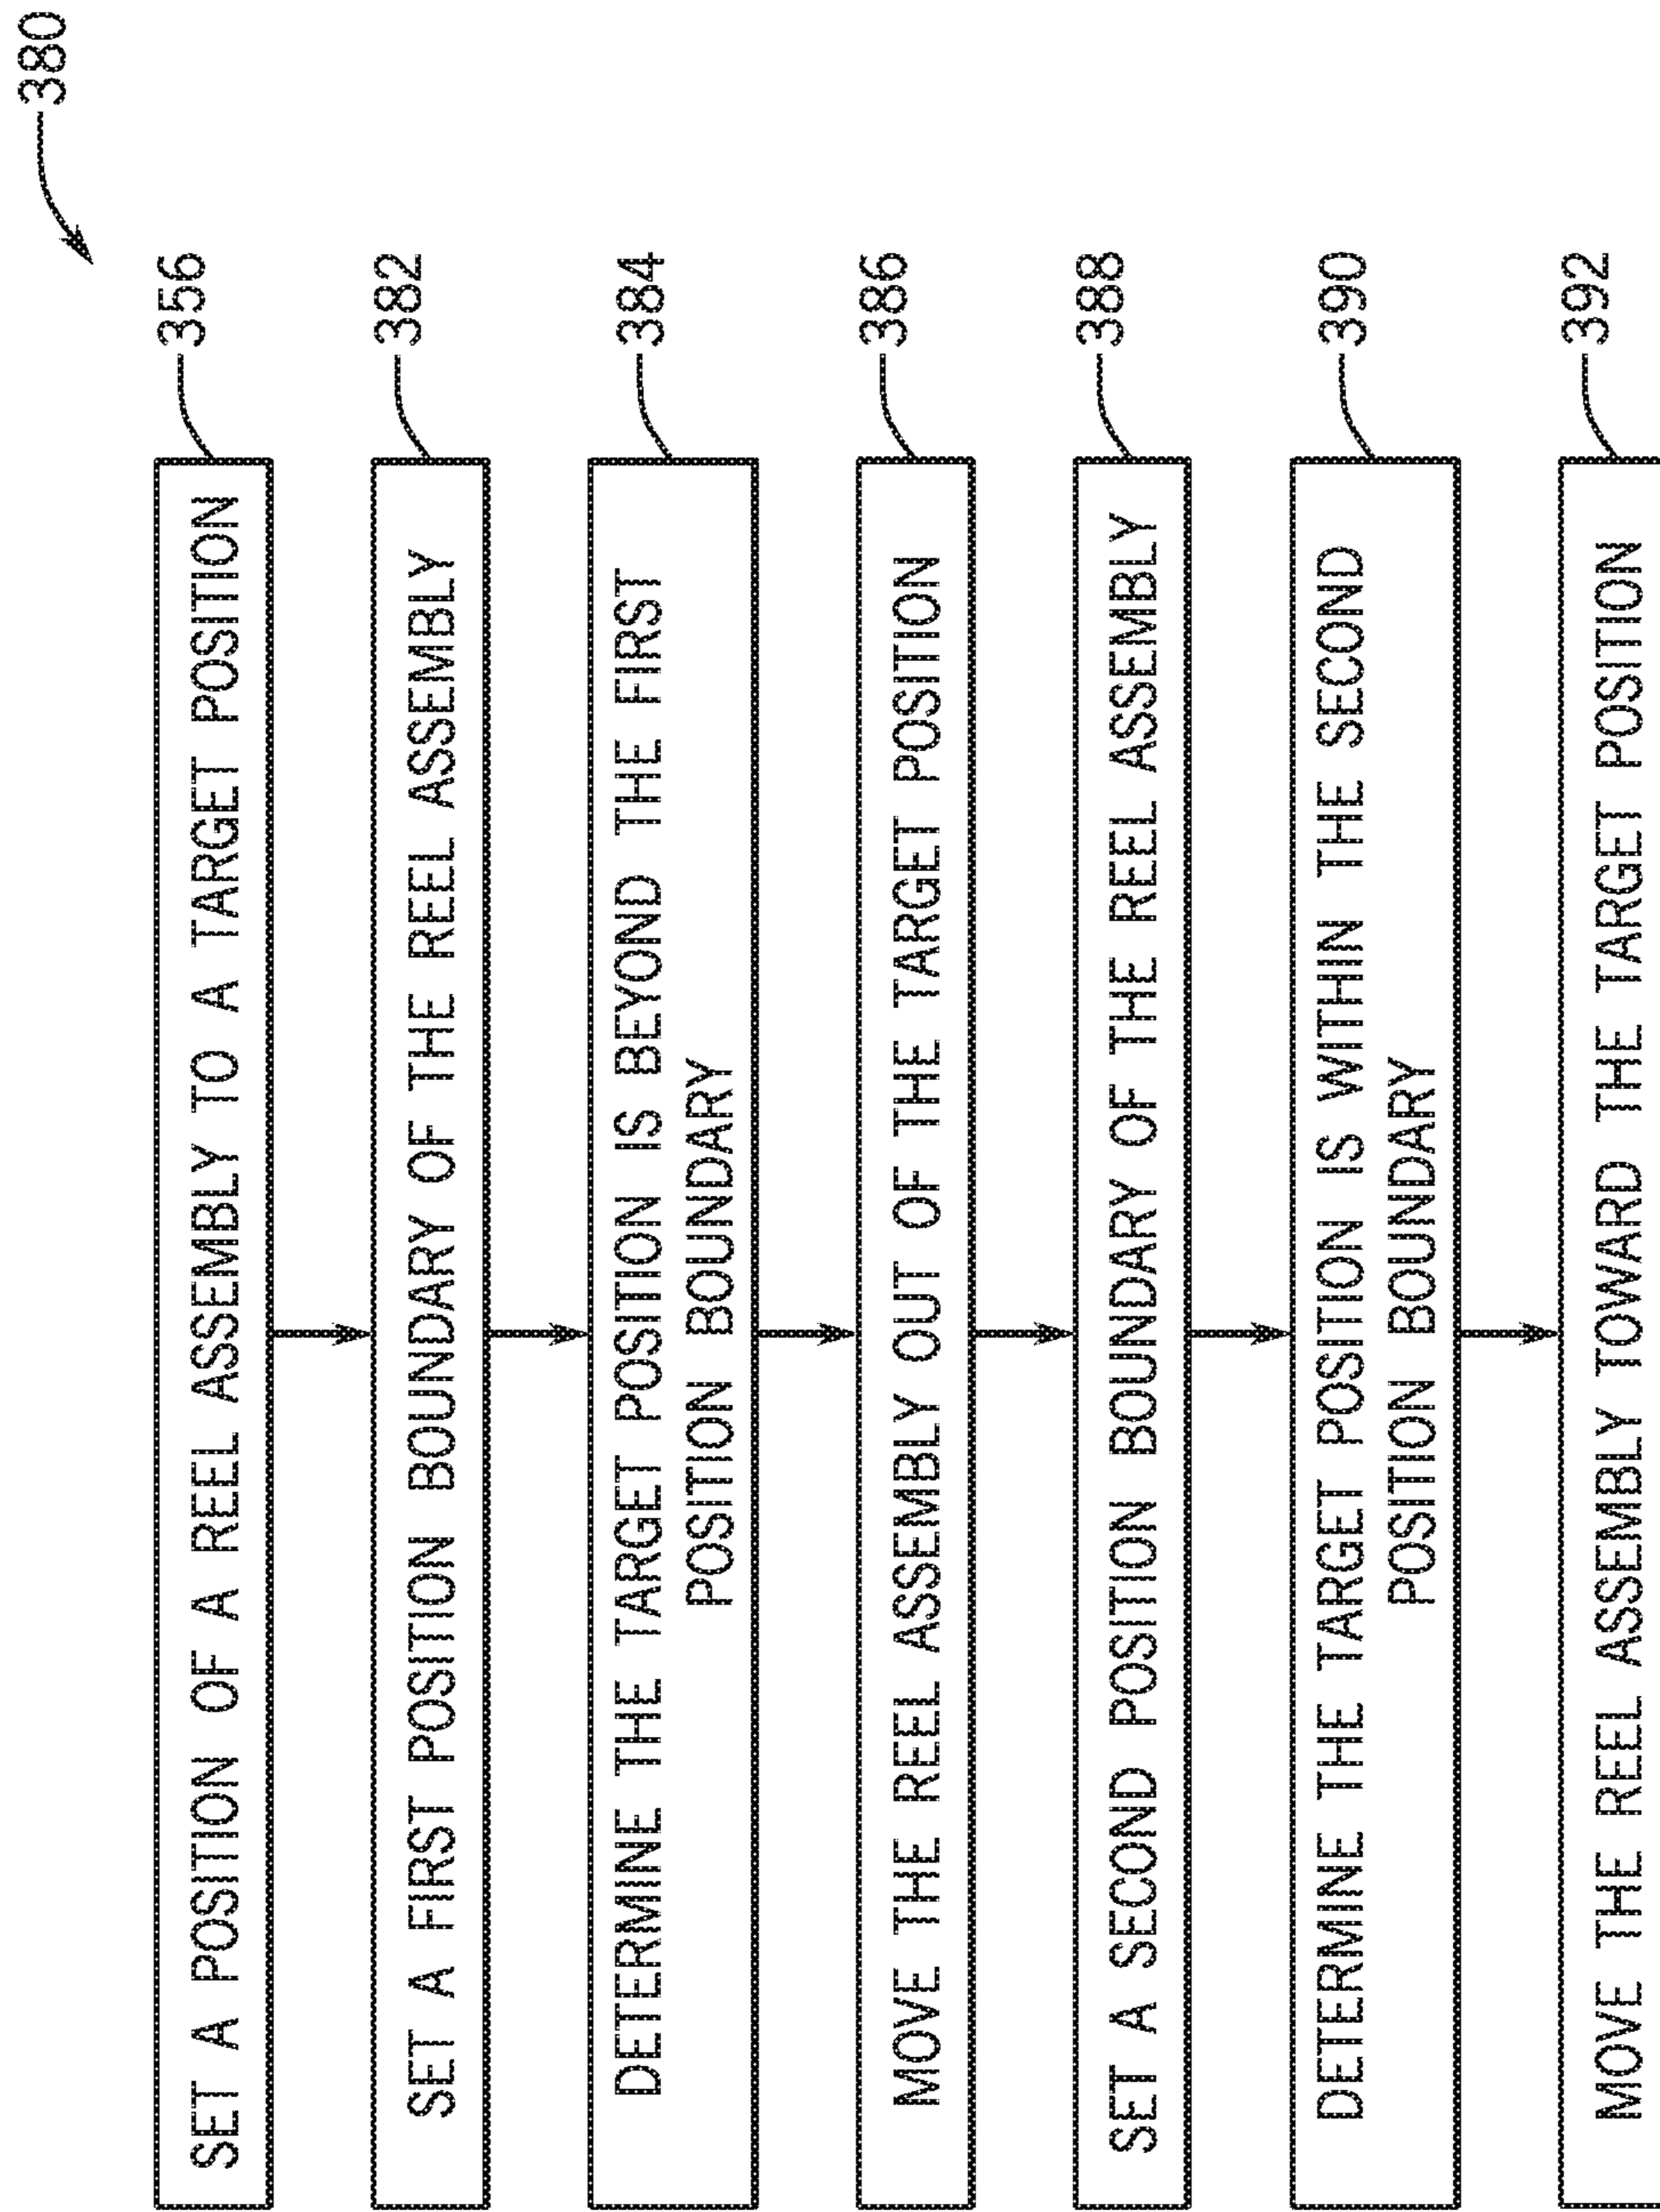 380
SET A POSITION OF A REEL ASSEMBLY TO A TARGET POSITION
356
SET A FIRST POSITION BOUNDARY OF THE REEL ASSEMBLY
382
DETERMINE THE TARGET POSITION IS BEYOND THE FIRST
POSITION BOUNDARY
384
MOVE THE REEL ASSEMBLY OUT OF THE TARGET POSITION
386
SET A SECOND POSITION BOUNDARY OF THE REEL ASSEMBLY
388
DETERMINE THE TARGET POSITION IS WITHIN THE SECOND
POSITION BOUNDARY
390
MOVE THE REEL ASSEMBLY TOWARD THE TARGET POSITION
392